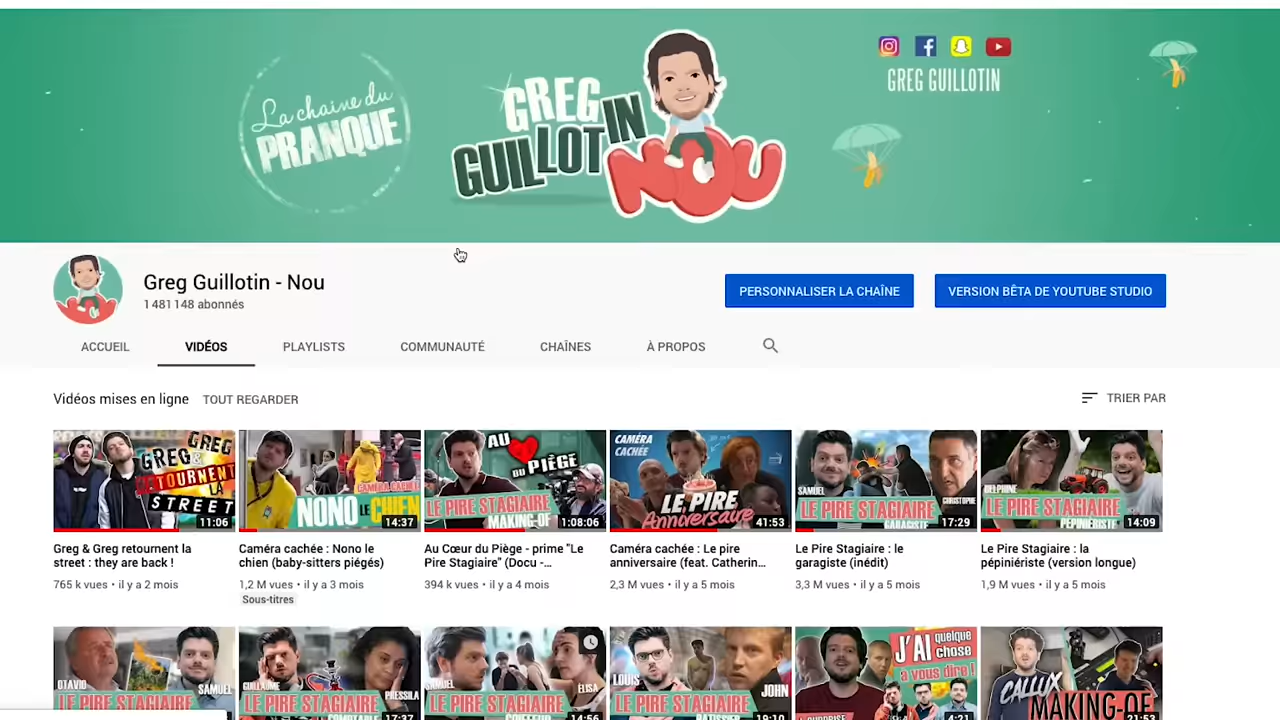 La chaine du
PRANQUE
GREG
GUILLOTIN
NOU
GREG GUILLOTIN
Greg Guillotin - Nou
1 481 148 abonnés
PERSONNALISER LA CHAÎNE
VERSION BÊTA DE YOUTUBE STUDIO
ACCUEIL
VIDÉOS
PLAYLISTS
COMMUNAUTÉ
CHAÎNES
À PROPOS
Vidéos mises en ligne
TOUT REGARDER
TRIER PAR
GREG
GREG &
RETOURNENT
LA
STREET
11:06
CAMÉRA CACHÉE
NONO LE CHIEN
14:37
AU
DU PIÈGE
LE PIRE STAGIAIRE
MAKING-OF
1:08:06
CAMÉRA
CACHÉE
LE PIRE
Anniversaire
41:53
SAMUEL
CHRISTOPHE
LE PIRE STAGIAIRE
GARAGISTE
17:29
DELPHINE
LE PIRE STAGIAIRE
PÉPINIÉRISTE
14:09
Greg & Greg retournent la
street : they are back !
765 k vues • il y a 2 mois
Caméra cachée : Nono le
chien (baby-sitters piégés)
1,2 M vues • il y a 3 mois
Sous-titres
Au Cœur du Piège - prime "Le
Pire Stagiaire" (Docu -...
394 k vues • il y a 4 mois
Caméra cachée : Le pire
anniversaire (feat. Catherin...
2,3 M vues • il y a 5 mois
Le Pire Stagiaire : le
garagiste (inédit)
3,3 M vues • il y a 5 mois
Le Pire Stagiaire : la
pépiniériste (version longue)
1,9 M vues • il y a 5 mois
OTAVIO
SAMUEL
LE PIRE STAGIAIRE
GUILLAUME
PRESSILA
LE PIRE STAGIAIRE
COMPTABLE
17:37
SAMUEL
ELISA
LE PIRE STAGIAIRE
COIFFEUR
14:56
LOUIS
JOHN
LE PIRE STAGIAIRE
PÂTISSIER
19:10
J'AI quelque
chose
à vous dire !
4:21
CALLUX
MAKING-OF
21:53